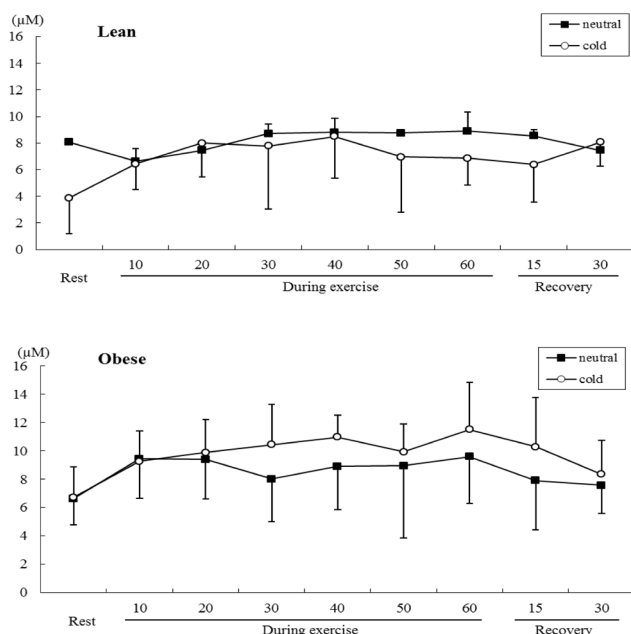 (µM)
Lean
neutral
cold
16
14
12
10
8
6
4
2
0
Rest
10 20 30 40 50 60 15 30
During exercise
Recovery
(µM)
Obese
neutral
cold
16
14
12
10
8
6
4
2
0
Rest
10 20 30 40 50 60 15 30
During exercise
Recovery